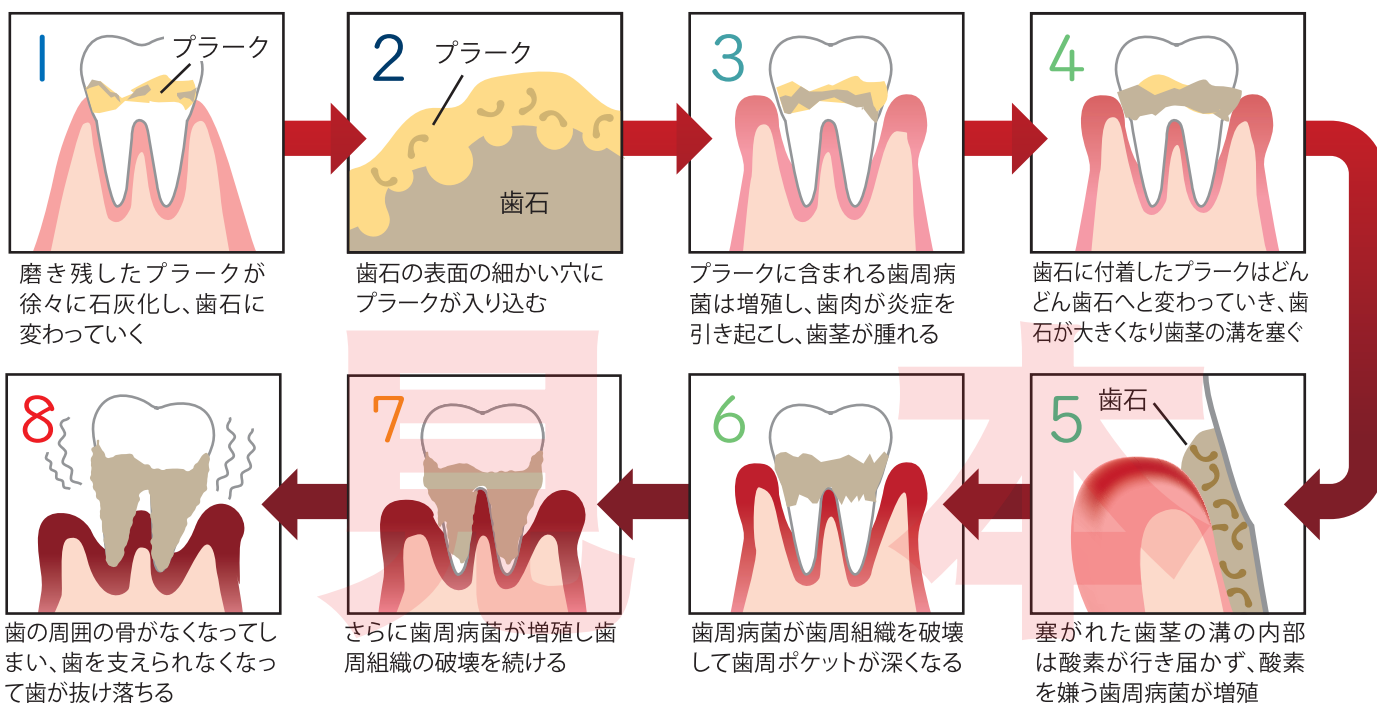 1
プラーク
磨き残したプラークが
徐々に石灰化し、歯石に
変わっていく
2
プラーク
歯石
歯石の表面の細かい穴に
プラークが入り込む
3
プラークに含まれる歯周病
菌は増殖し、歯肉が炎症を
引き起こし、歯茎が腫れる
4
歯石に付着したプラークはどん
どん歯石へと変わっていき、歯
石が大きくなり歯茎の溝を塞ぐ
5
歯石
塞がれた歯茎の溝の内部
は酸素が行き届かず、酸素
を嫌う歯周病菌が増殖
6
歯周病菌が歯周組織を破壊
して歯周ポケットが深くなる
7
さらに歯周病菌が増殖し歯
周組織の破壊を続ける
8
歯の周囲の骨がなくなってし
まい、歯を支えられなくなっ
て歯が抜け落ちる
見本